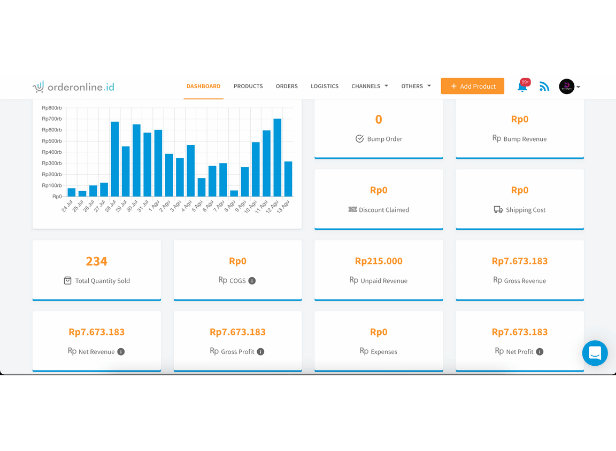 orderonline.id
DASHBOARD PRODUCTS ORDERS LOGISTICS CHANNELS OTHERS + Add Product 99+
Rp800rb
Rp700rb
Rp600rb
Rp500rb
Rp400rb
Rp300rb
Rp200rb
Rp100rb
Rp0
24 Jul 25 Jul 26 Jul 27 Jul 28 Jul 29 Jul 30 Jul 31 Jul 1 Agu 2 Agu 3 Agu 4 Agu 5 Agu 6 Agu 7 Agu 8 Agu 9 Agu 10 Agu 11 Agu 12 Agu 13 Agu
0 Rp0
Bump Order Rp Bump Revenue
Rp0 Rp0
Discount Claimed Shipping Cost
234 Rp0 Rp215.000 Rp7.673.183
Total Quantity Sold Rp COGS Rp Unpaid Revenue Rp Gross Revenue
Rp7.673.183 Rp7.673.183 Rp0 Rp7.673.183
Rp Net Revenue Rp Gross Profit Rp Expenses Rp Net Profit